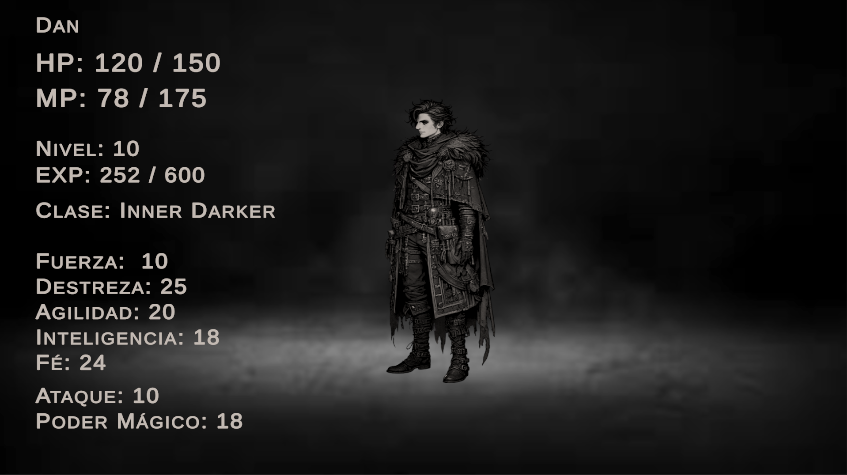 Dan
HP: 120 / 150
MP: 78 / 175
Nivel: 10
EXP: 252 / 600
Clase: Inner Darker
Fuerza: 10
Destreza: 25
Agilidad: 20
Inteligencia: 18
Fé: 24
Ataque: 10
Poder Mágico: 18